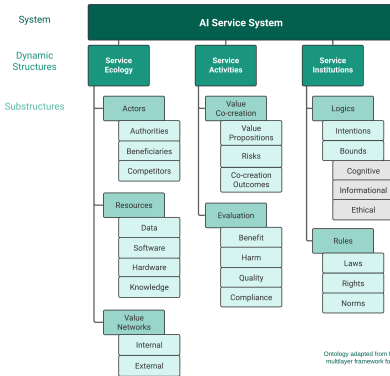 System
AI Service System
Dynamic
Structures
Service
Ecology
Service
Activities
Service
Institutions
Substructures
Actors
Authorities
Beneficiaries
Competitors
Resources
Data
Software
Hardware
Knowledge
Value
Networks
Internal
External
Value
Co-creation
Value
Propositions
Risks
Co-creation
Outcomes
Evaluation
Benefit
Harm
Quality
Compliance
Logics
Intentions
Bounds
Cognitive
Informational
Ethical
Rules
Laws
Rights
Norms
Ontology adapted from
multilayer framework